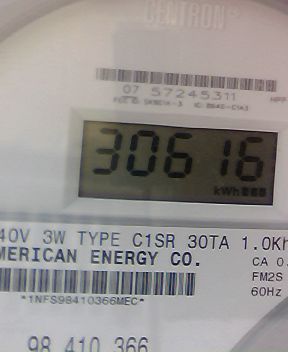 CENTRON®
07 57245311
30616
kWh
40V 3W TYPE C1SR 30TA 1.0Kh
MERICAN ENERGY CO.
CA 0.
FM2S
60Hz
*1NFS98410366MEC*
98 410 366